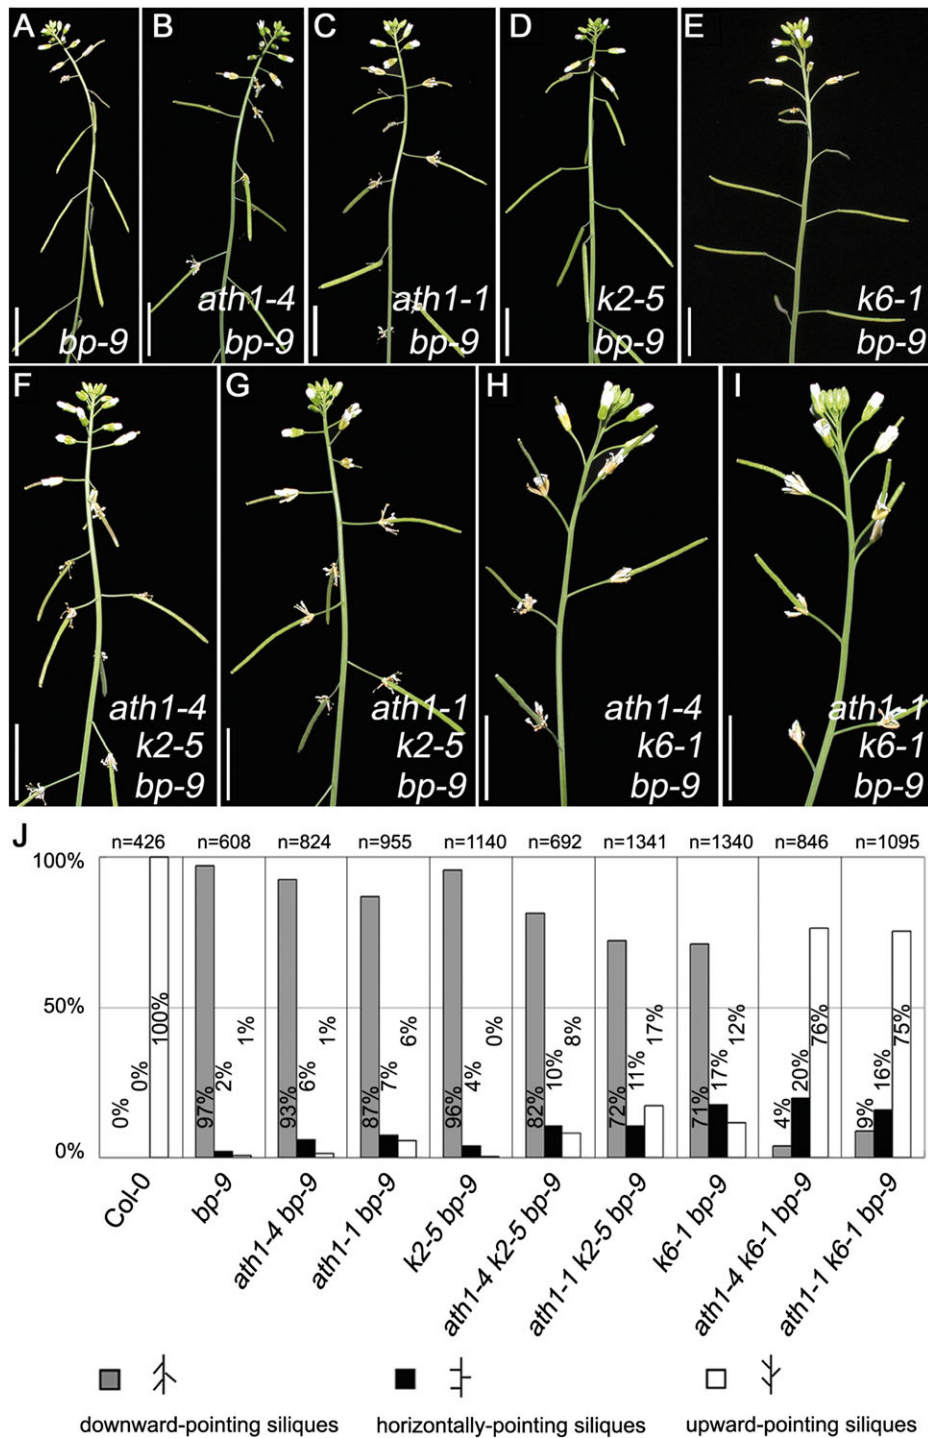 A
bp-9
B
ath1-4
bp-9
C
ath1-1
bp-9
D
k2-5
bp-9
E
k6-1
bp-9
F
ath1-4
k2-5
bp-9
G
ath1-1
k2-5
bp-9
H
ath1-4
k6-1
bp-9
I
ath1-1
k6-1
bp-9
J
n=426 n=608 n=824 n=955 n=1140 n=692 n=1341 n=1340 n=846 n=1095
100%
50%
0%
0% 0% 100%
97% 2% 1%
93% 6% 1%
87% 7% 6%
96% 4% 0%
82% 10% 8%
72% 11% 17%
71% 17% 12%
4% 20% 76%
9% 16% 75%
Col-0
bp-9
ath1-4 bp-9
ath1-1 bp-9
k2-5 bp-9
ath1-4 k2-5 bp-9
ath1-1 k2-5 bp-9
k6-1 bp-9
ath1-4 k6-1 bp-9
ath1-1 k6-1 bp-9
downward-pointing siliques
horizontally-pointing siliques
upward-pointing siliques